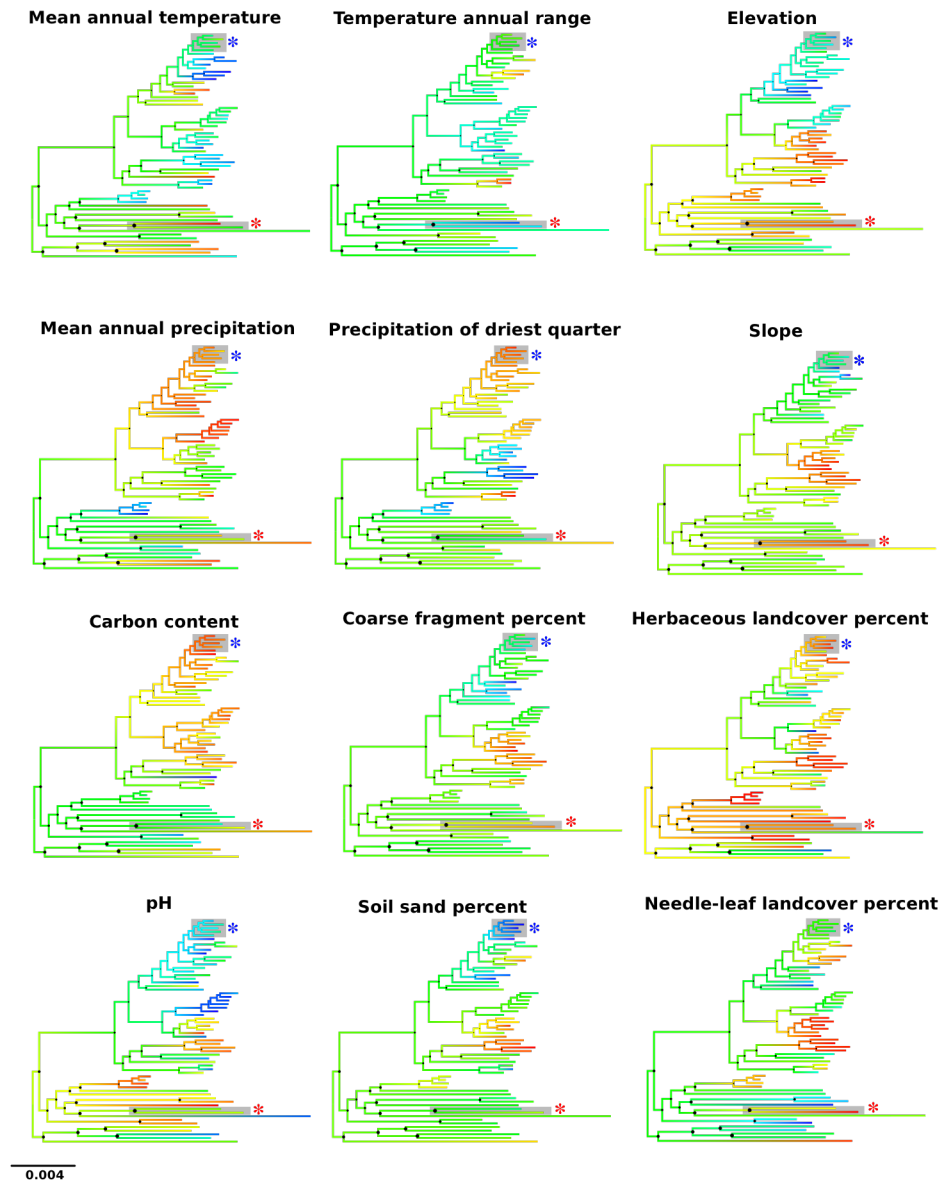 Mean annual temperature
Temperature annual range
Elevation
*
*
*
*
*
*
Mean annual precipitation
Precipitation of driest quarter
Slope
*
*
*
*
*
*
Carbon content
Coarse fragment percent
Herbaceous landcover percent
*
*
*
*
*
*
pH
Soil sand percent
Needle-leaf landcover percent
*
*
*
*
*
*
0.004